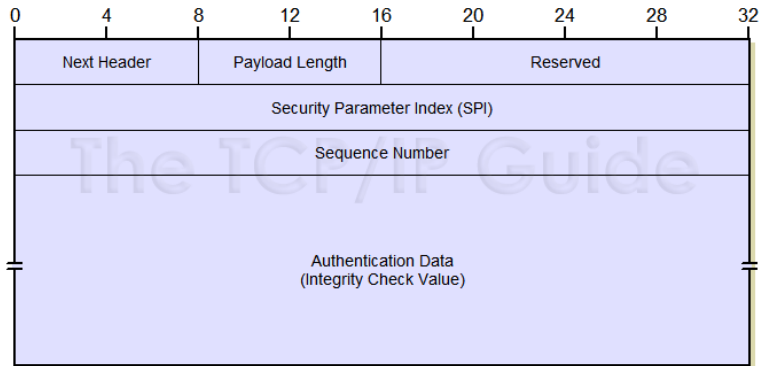 0 4 8 12 16 20 24 28 32
Next Header Payload Length Reserved
Security Parameter Index (SPI)
Sequence Number
The TCP/IP Guide
Authentication Data
(Integrity Check Value)